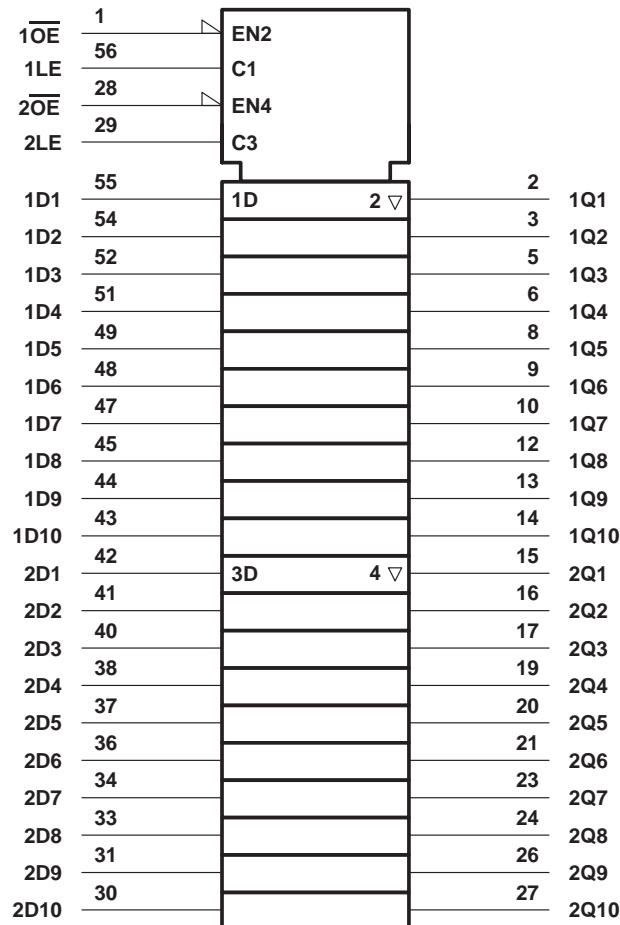 1O̅E̅ 1 EN2
1LE 56 C1
2O̅E̅ 28 EN4
2LE 29 C3
1D1 55 1D 2 ▽ 2 1Q1
1D2 54 3 1Q2
1D3 52 5 1Q3
1D4 51 6 1Q4
1D5 49 8 1Q5
1D6 48 9 1Q6
1D7 47 10 1Q7
1D8 45 12 1Q8
1D9 44 13 1Q9
1D10 43 14 1Q10
2D1 42 3D 4 ▽ 15 2Q1
2D2 41 16 2Q2
2D3 40 17 2Q3
2D4 38 19 2Q4
2D5 37 20 2Q5
2D6 36 21 2Q6
2D7 34 23 2Q7
2D8 33 24 2Q8
2D9 31 26 2Q9
2D10 30 27 2Q10